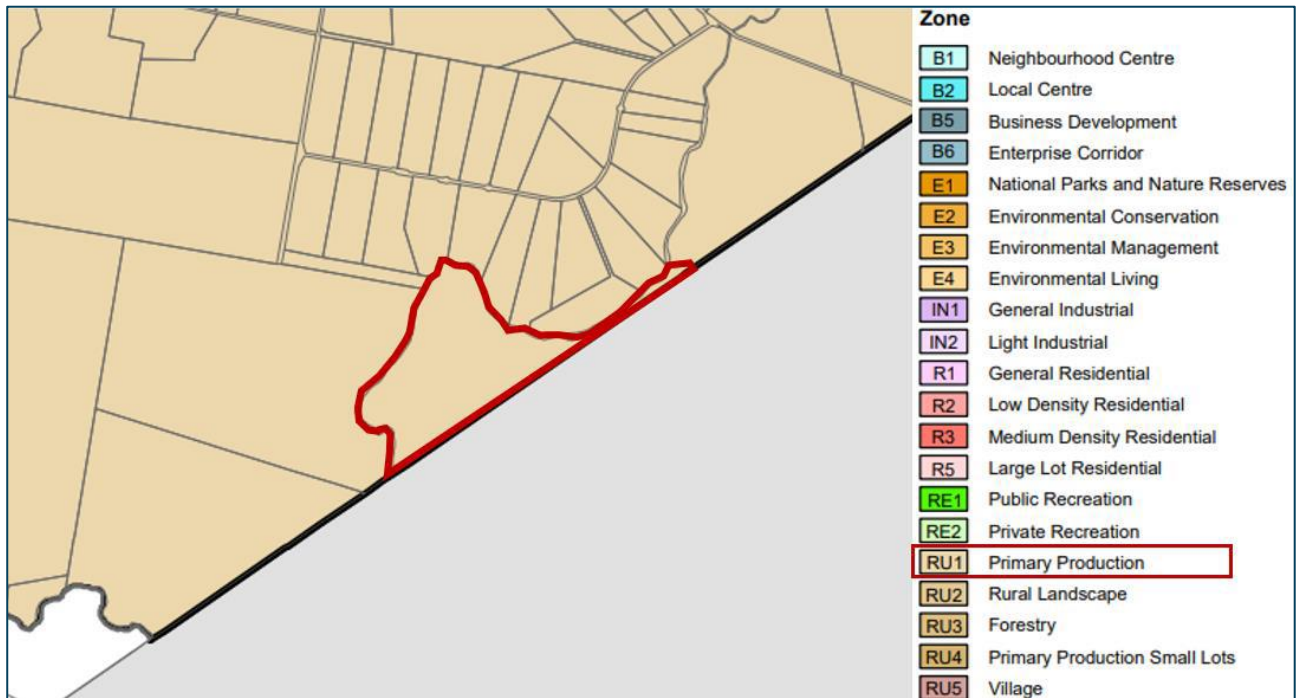 Zone
B1 Neighbourhood Centre
B2 Local Centre
B5 Business Development
B6 Enterprise Corridor
E1 National Parks and Nature Reserves
E2 Environmental Conservation
E3 Environmental Management
E4 Environmental Living
IN1 General Industrial
IN2 Light Industrial
R1 General Residential
R2 Low Density Residential
R3 Medium Density Residential
R5 Large Lot Residential
RE1 Public Recreation
RE2 Private Recreation
RU1 Primary Production
RU2 Rural Landscape
RU3 Forestry
RU4 Primary Production Small Lots
RU5 Village